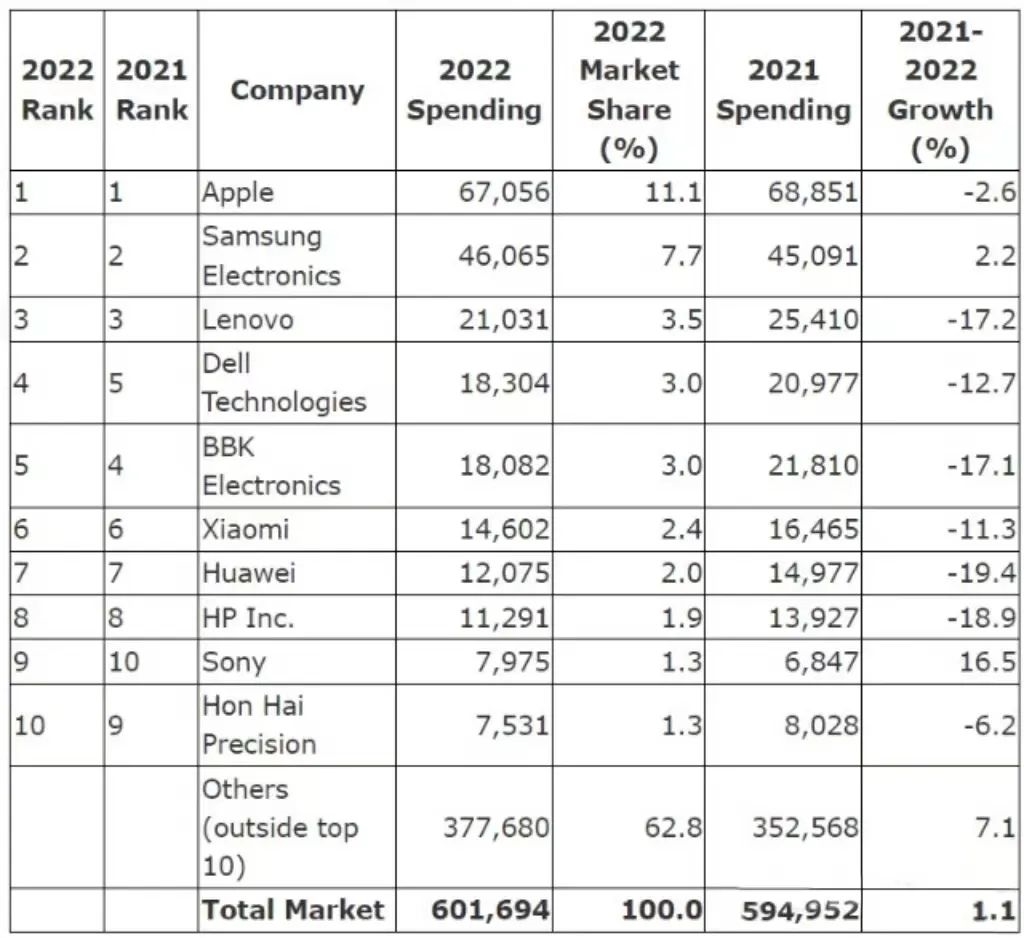 2022 Rank 2021 Rank Company 2022 Spending 2022 Market Share (%) 2021 Spending 2021-2022 Growth (%)
1 1 Apple 67,056 11.1 68,851 -2.6
2 2 Samsung Electronics 46,065 7.7 45,091 2.2
3 3 Lenovo 21,031 3.5 25,410 -17.2
4 5 Dell Technologies 18,304 3.0 20,977 -12.7
5 4 BBK Electronics 18,082 3.0 21,810 -17.1
6 6 Xiaomi 14,602 2.4 16,465 -11.3
7 7 Huawei 12,075 2.0 14,977 -19.4
8 8 HP Inc. 11,291 1.9 13,927 -18.9
9 10 Sony 7,975 1.3 6,847 16.5
10 9 Hon Hai Precision 7,531 1.3 8,028 -6.2
Others (outside top 10) 377,680 62.8 352,568 7.1
Total Market 601,694 100.0 594,952 1.1